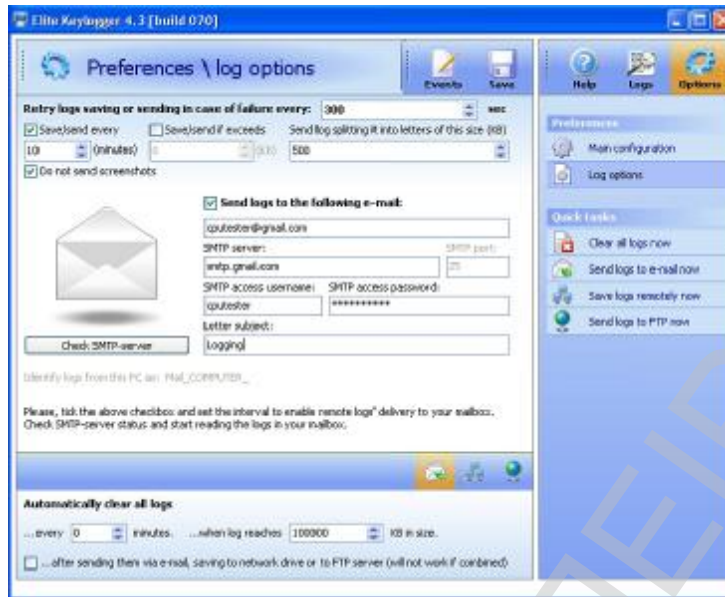 Elite Keylogger 4.3 [build 070]
Preferences \ log options
Events
Save
Help
Logs
Options
Retry logs saving or sending in case of failure every: 300 sec
Save/send every
Save/send if exceeds
Send log splitting it into letters of this size (KB)
10 (minutes)
500
Do not send screenshots
Send logs to the following e-mail:
cputester@gmail.com
SMTP server:
SMTP port:
smtp.gmail.com
25
SMTP access username:
SMTP access password:
cputester
**********
Letter subject:
Check SMTP-server
Logging
Identify logs from this PC as: Mail_COMPUTER_
Please, tick the above checkbox and set the interval to enable remote logs' delivery to your mailbox.
Check SMTP-server status and start reading the logs in your mailbox.
Automatically clear all logs
...every 0 minutes. ...when log reaches 100000 KB in size.
...after sending them via e-mail, saving to network drive or to FTP server (will not work if combined)
Preferences
Main configuration
Log options
Quick tasks
Clear all logs now
Send logs to e-mail now
Save logs remotely now
Send logs to FTP now